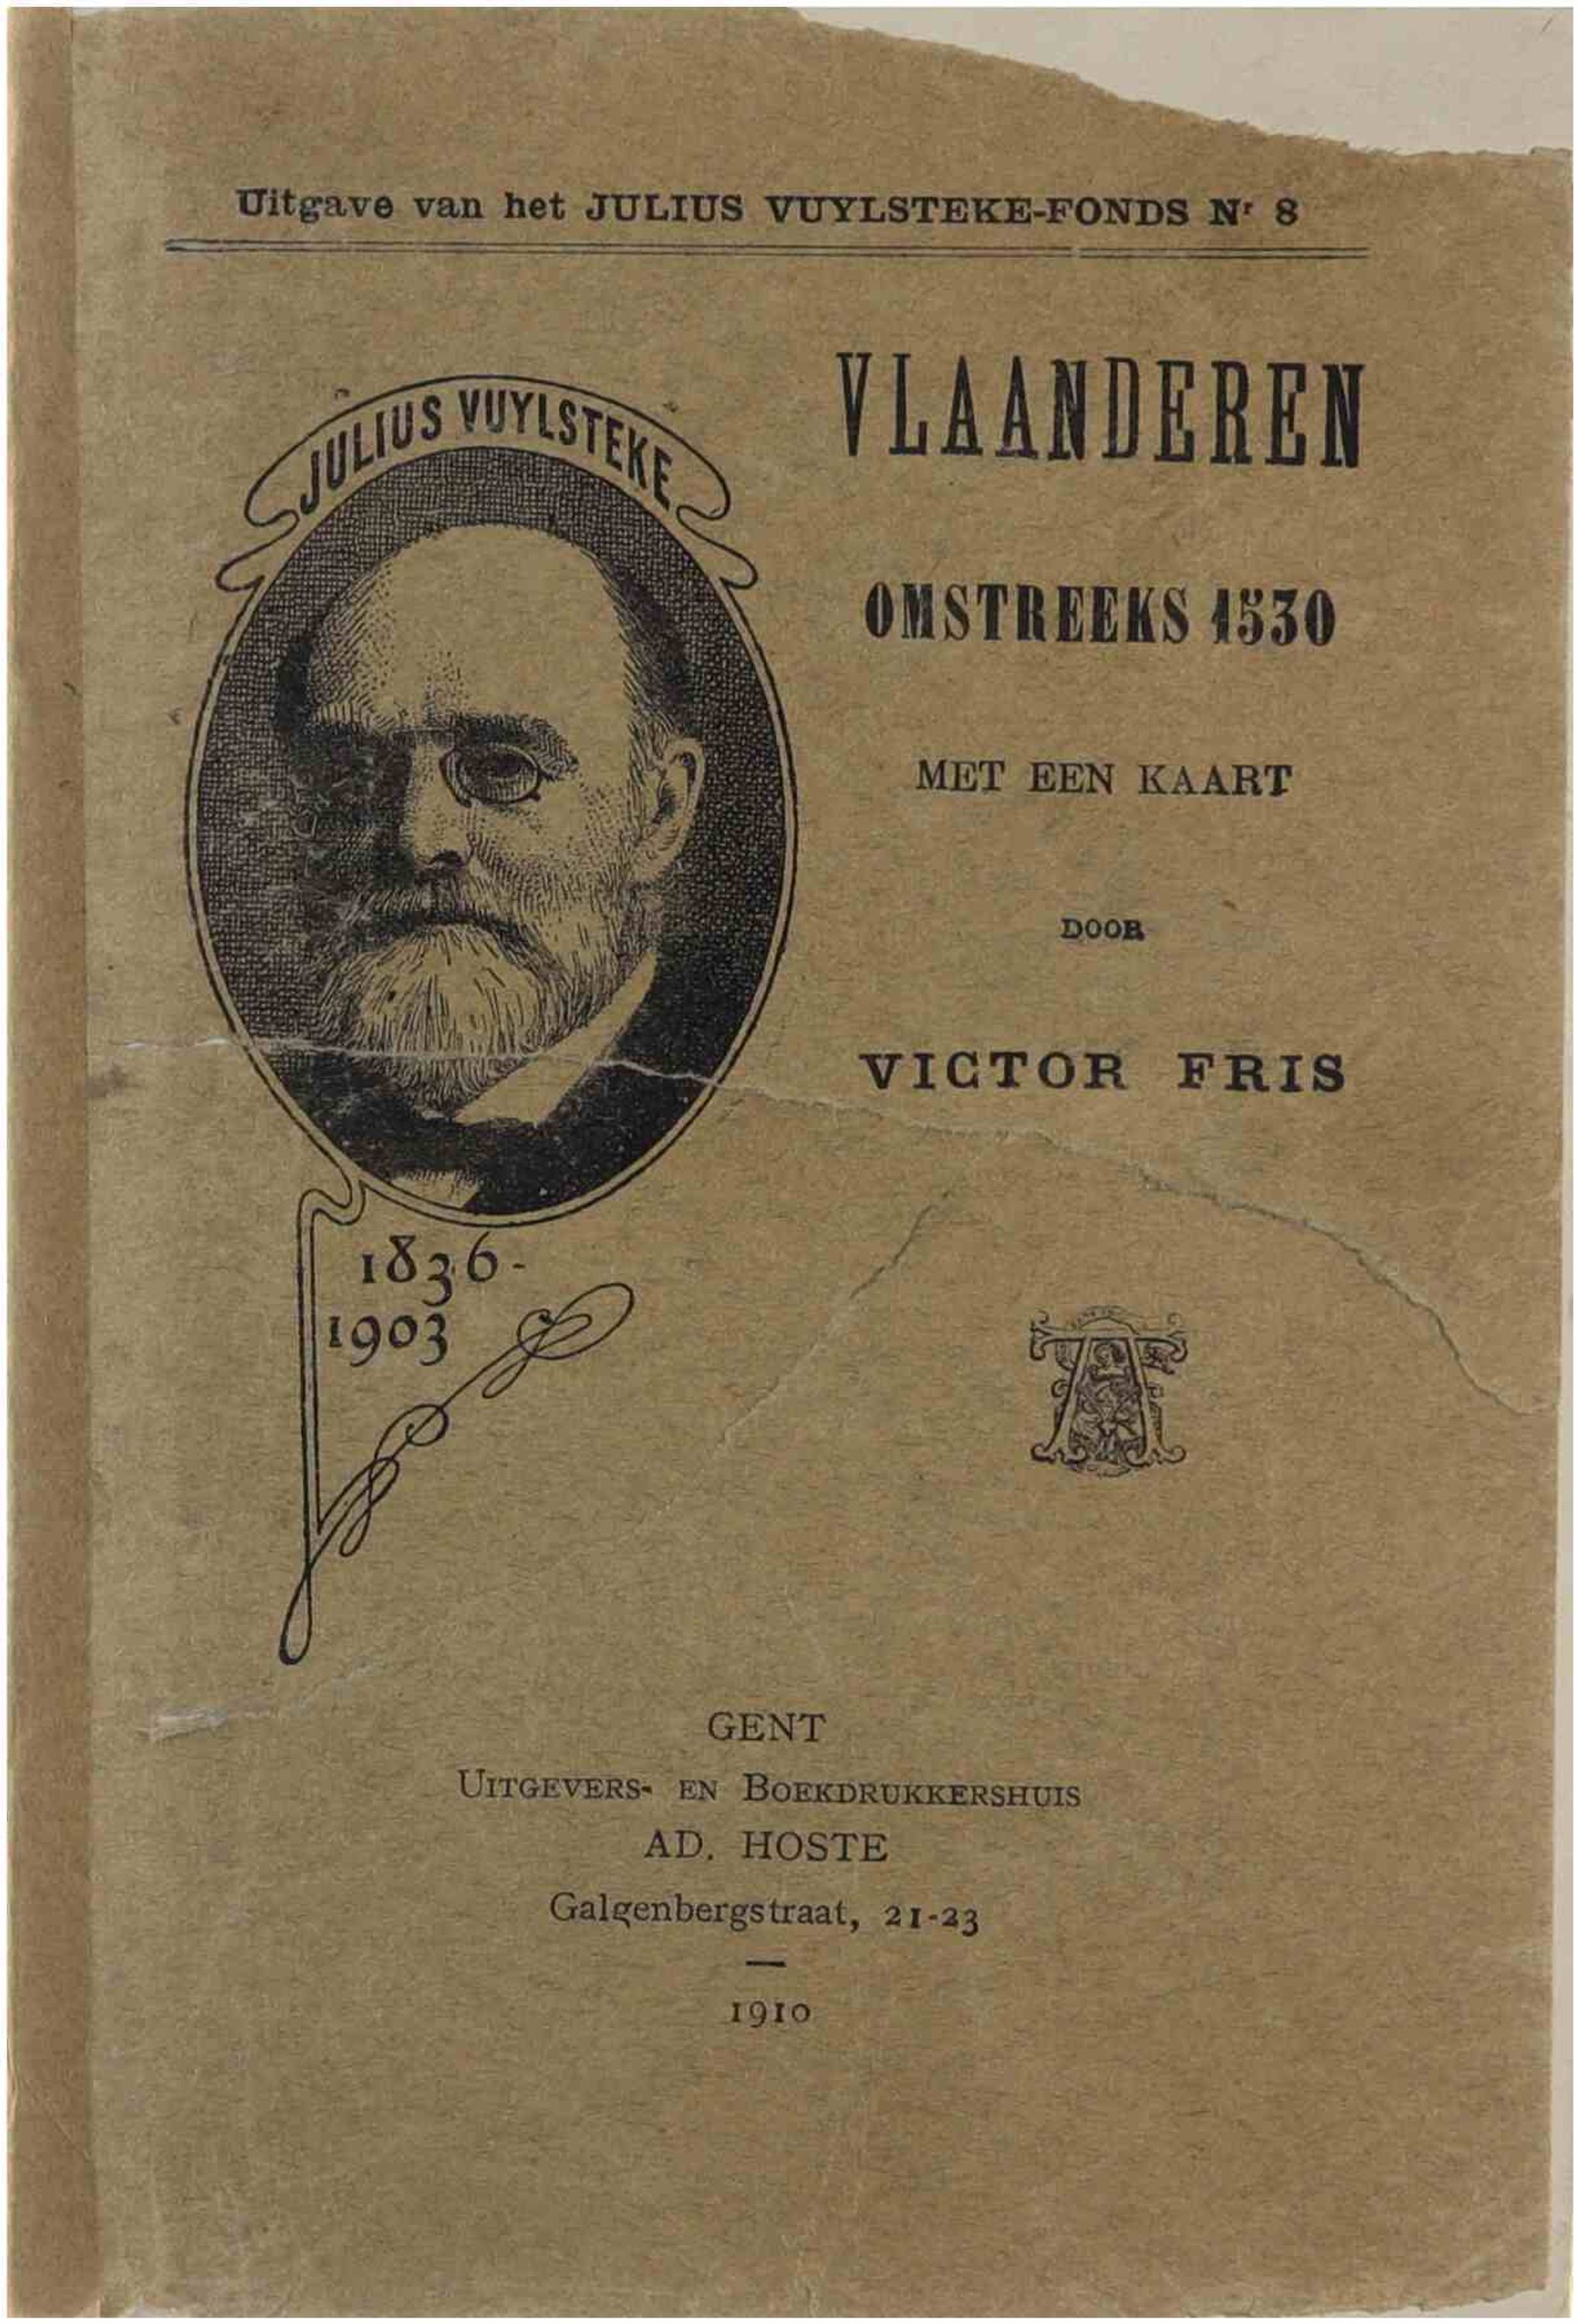 Uitgave van het JULIUS VUYLSTEKE-FONDS Nr 8
JULIUS VUYLSTEKE
VLAANDEREN
OMSTREEKS 1530
MET EEN KAART
DOOR
VICTOR FRIS
1836-
1903
GENT
UITGEVERS- EN BOEKDRUKKERSHUIS
AD. HOSTE
Galgenbergstraat, 21-23
1910